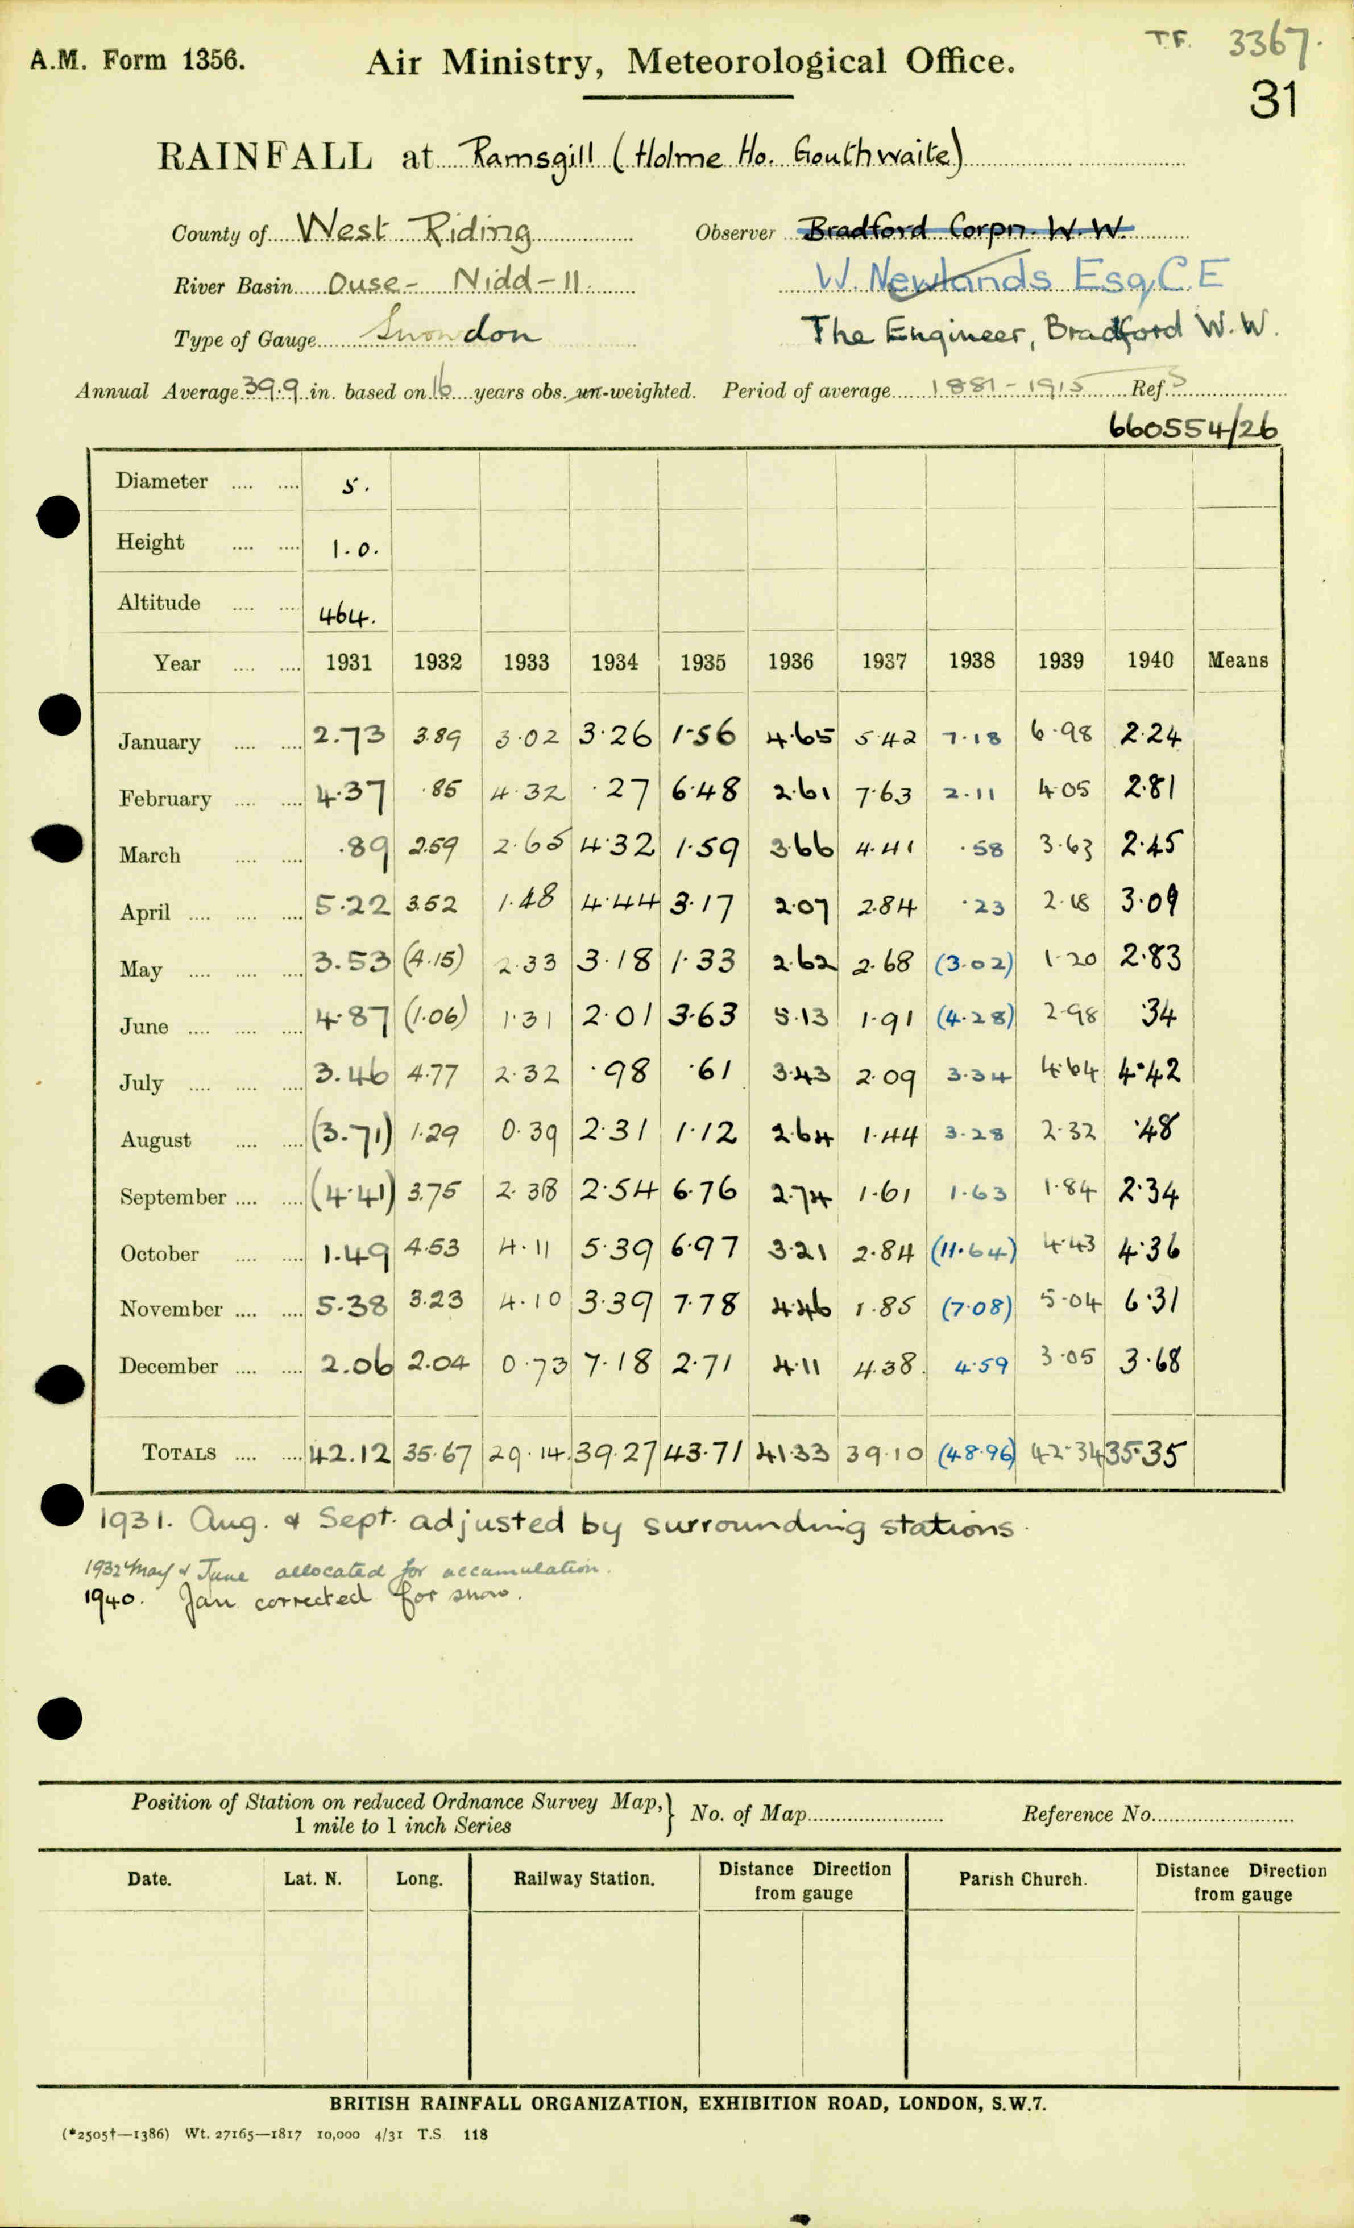 T.F. 3367.
A.M. Form 1356. Air Ministry, Meteorological Office.
31
RAINFALL at Ramsgill (Holme Ho. Gouthwaite)
County of West Riding Observer Bradford Corpn. W. W.
River Basin Ouse - Nidd - 11. W. Newlands Esq, C.E
Type of Gauge Snowdon The Engineer, Bradford W. W.
Annual Average 39.9 in. based on 16 years obs. un-weighted. Period of average 1881-1915 Ref. S
660554/26
Diameter 5.
Height 1.0.
Altitude 464.
Year 1931 1932 1933 1934 1935 1936 1937 1938 1939 1940 Means
January 2.73 3.89 3.02 3.26 1.56 4.65 5.42 7.18 6.98 2.24
February 4.37 .85 4.32 .27 6.48 2.61 7.63 2.11 4.05 2.81
March .89 2.59 2.65 4.32 1.59 3.66 4.41 .58 3.63 2.45
April 5.22 3.52 1.48 4.44 3.17 2.07 2.84 .23 2.18 3.09
May 3.53 (4.15) 2.33 3.18 1.33 2.62 2.68 (3.02) 1.20 2.83
June 4.87 (1.06) 1.31 2.01 3.63 5.13 1.91 (4.28) 2.98 .34
July 3.46 4.77 2.32 .98 .61 3.43 2.09 3.34 4.64 4.42
August (3.71) 1.29 0.39 2.31 1.12 2.64 1.44 3.28 2.32 .48
September (4.41) 3.75 2.38 2.54 6.76 2.74 1.61 1.63 1.84 2.34
October 1.49 4.53 4.11 5.39 6.97 3.21 2.84 (11.64) 4.43 4.36
November 5.38 3.23 4.10 3.39 7.78 4.46 1.85 (7.08) 5.04 6.31
December 2.06 2.04 0.73 7.18 2.71 4.11 4.38 4.59 3.05 3.68
TOTALS 42.12 35.67 29.14 39.27 43.71 41.33 39.10 (48.96) 42.34 35.35
1931. Aug. & Sept. adjusted by surrounding stations.
1932 May & June allocated for accumulation.
1940. Jan corrected for snow.
Position of Station on reduced Ordnance Survey Map, } No. of Map Reference No.
1 mile to 1 inch Series
Date. Lat. N. Long. Railway Station. Distance Direction from gauge Parish Church. Distance Direction from gauge
BRITISH RAINFALL ORGANIZATION, EXHIBITION ROAD, LONDON, S.W.7.
(*2505†—1386) Wt. 27165—1817 10,000 4/31 T.S. 118